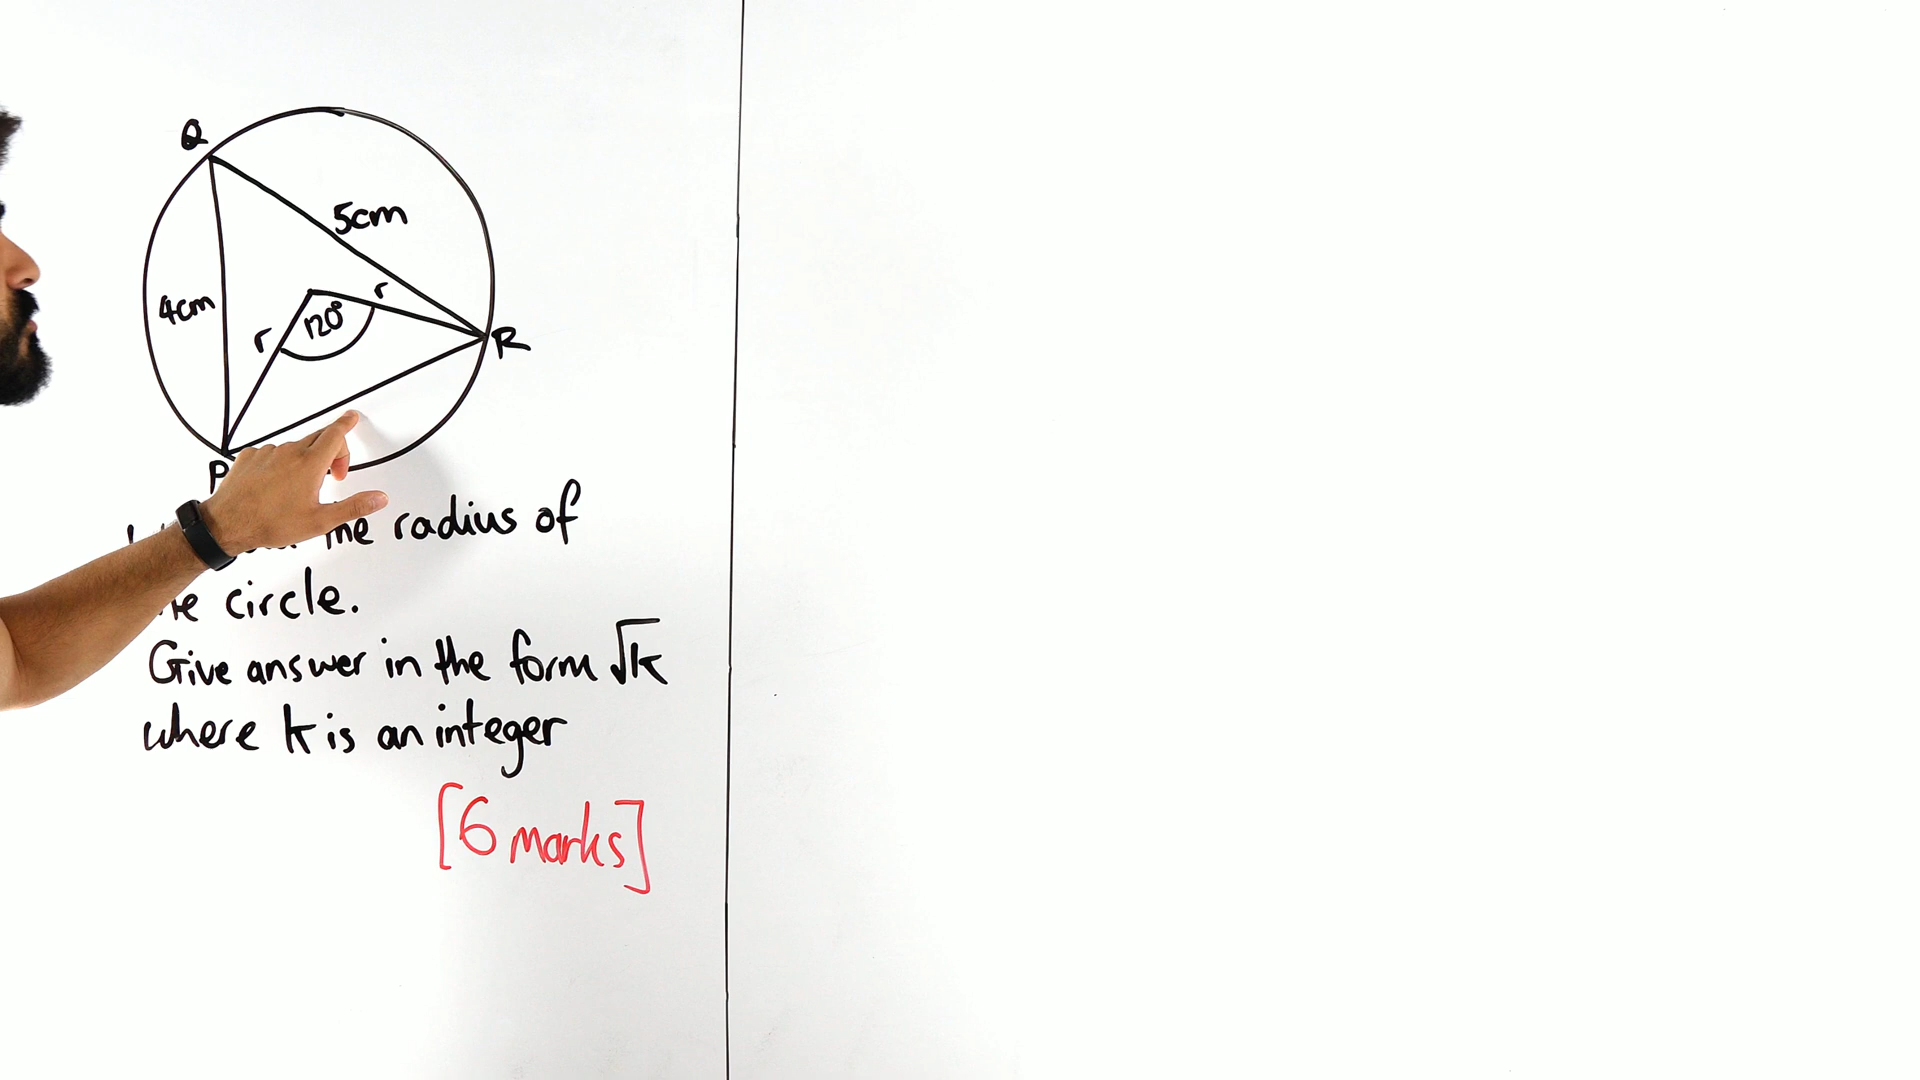 Q
5cm
4cm
r
120°
r
R
P
the radius of
circle.
Give answer in the form √k
where k is an integer
[6 marks]